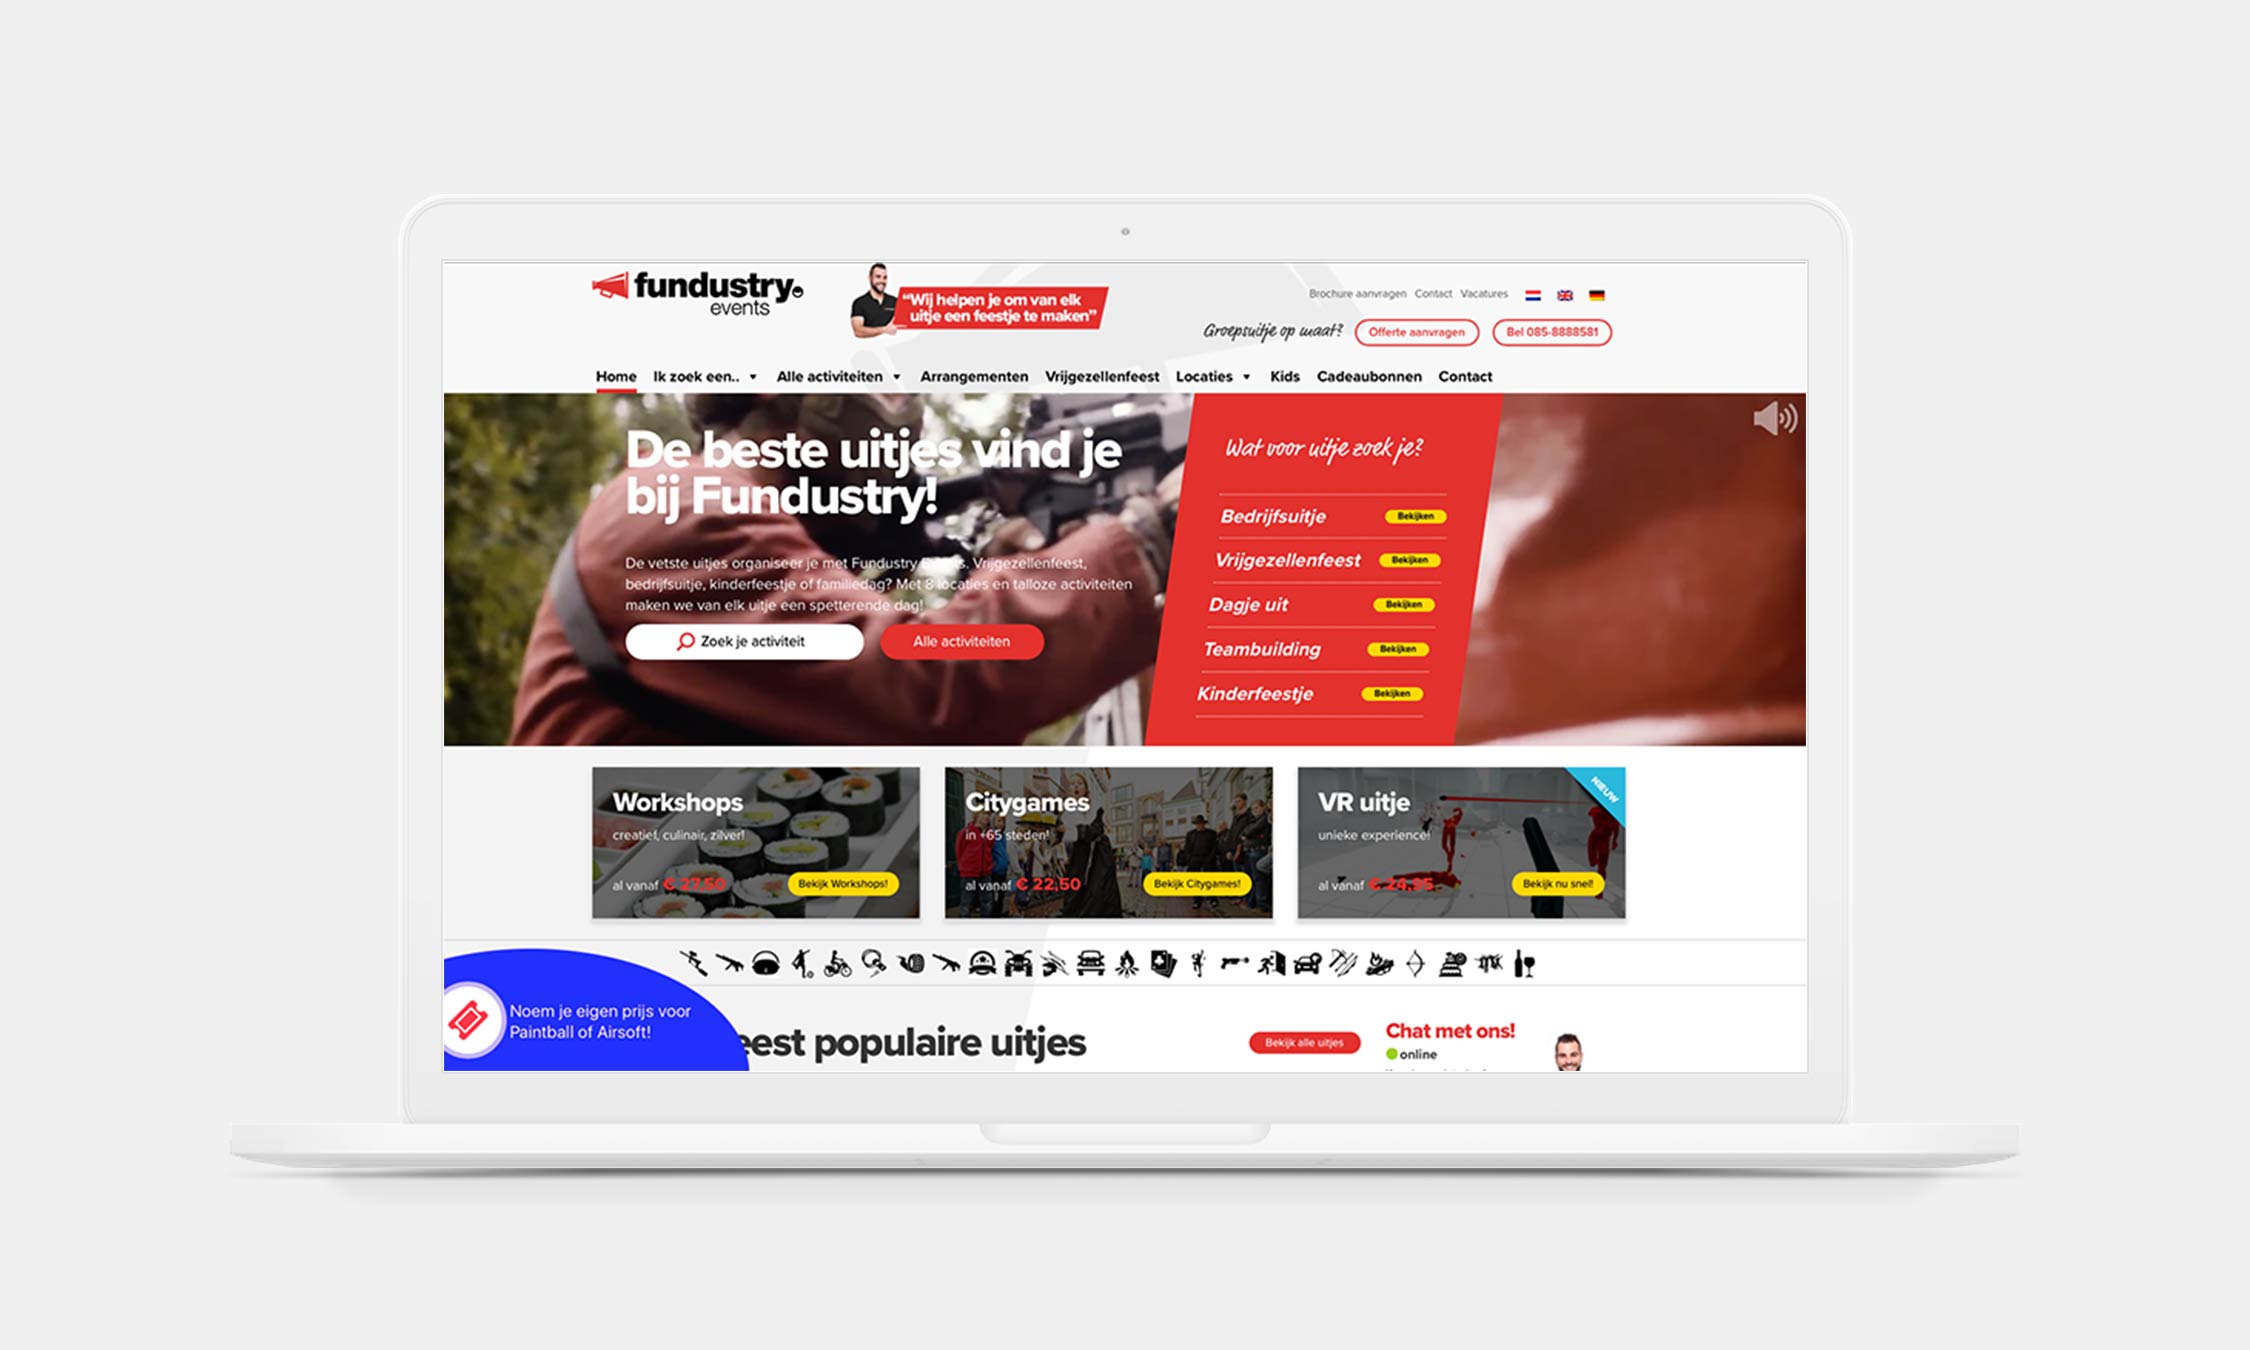 fundustry
events
“Wij helpen je om van elk
uitje een feestje te maken”
Brochure aanvragen Contact Vacatures
Groepsuitje op maat? Offerte aanvragen Bel 085-8888581
Home Ik zoek een.. Alle activiteiten Arrangementen Vrijgezellenfeest Locaties Kids Cadeaubonnen Contact
De beste uitjes vind je
bij Fundustry!
De vetste uitjes organiseer je met Fundustry Events. Vrijgezellenfeest,
bedrijfsuitje, kinderfeestje of familiedag? Met 8 locaties en talloze activiteiten
maken we van elk uitje een spetterende dag!
Zoek je activiteit Alle activiteiten
Wat voor uitje zoek je?
Bedrijfsuitje Bekijken
Vrijgezellenfeest Bekijken
Dagje uit Bekijken
Teambuilding Bekijken
Kinderfeestje Bekijken
Workshops
creatief, culinair, zilver!
al vanaf € 27,50 Bekijk Workshops!
Citygames
in +65 steden!
al vanaf € 22,50 Bekijk Citygames!
VR uitje
NIEUW
unieke experience!
al vanaf € 24,95 Bekijk nu snel!
Noem je eigen prijs voor
Paintball of Airsoft!
eest populaire uitjes
Bekijk alle uitjes
Chat met ons!
online